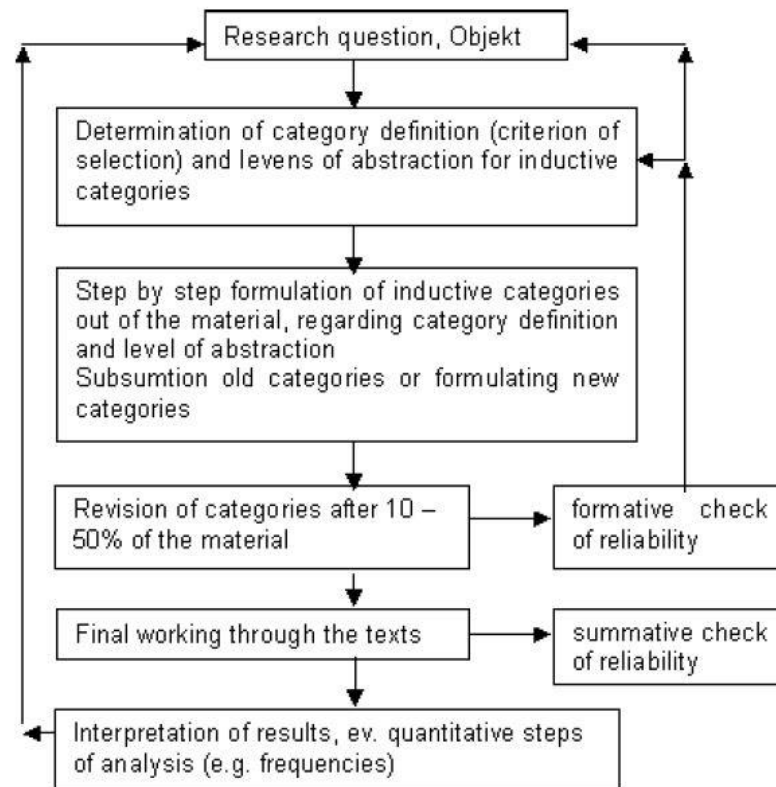 Research question, Objekt
Determination of category definition (criterion of
selection) and levens of abstraction for inductive
categories
Step by step formulation of inductive categories
out of the material, regarding category definition
and level of abstraction
Subsumtion old categories or formulating new
categories
Revision of categories after 10 –
50% of the material
formative check
of reliability
Final working through the texts
summative check
of reliability
Interpretation of results, ev. quantitative steps
of analysis (e.g. frequencies)